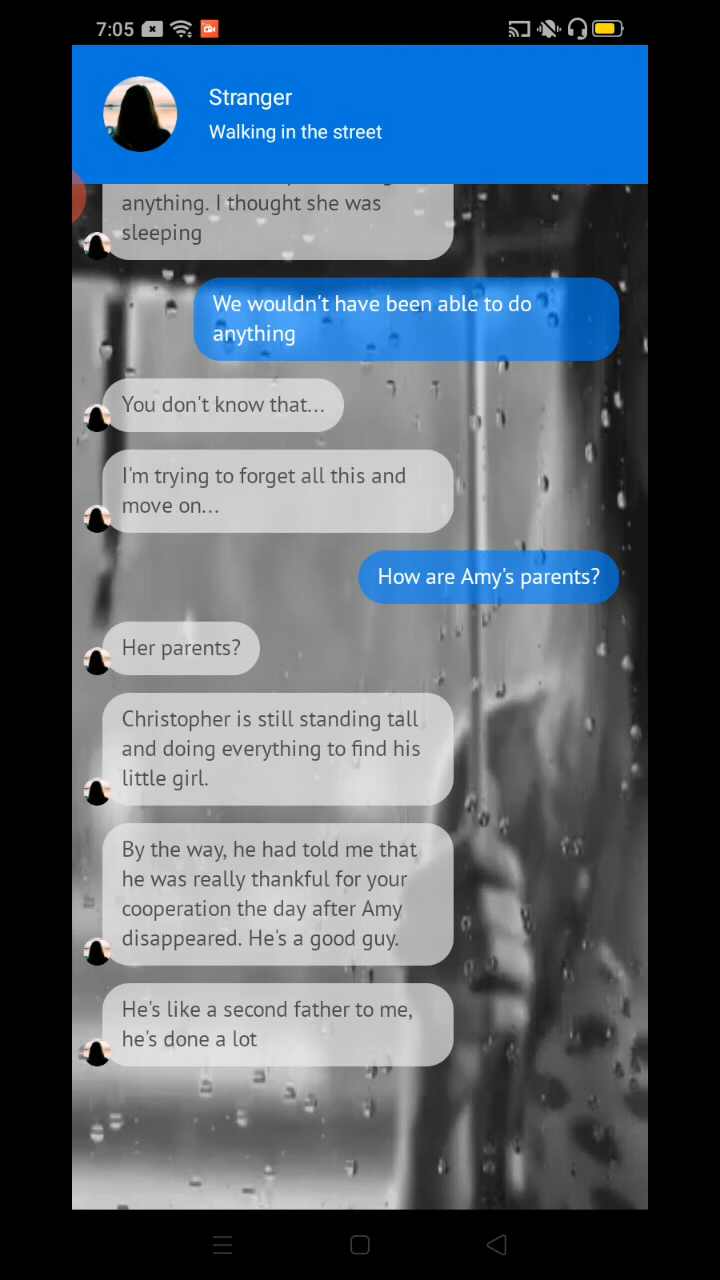 7:05
Stranger
Walking in the street
anything. I thought she was
sleeping
We wouldn't have been able to do
anything
You don't know that...
I'm trying to forget all this and
move on...
How are Amy's parents?
Her parents?
Christopher is still standing tall
and doing everything to find his
little girl.
By the way, he had told me that
he was really thankful for your
cooperation the day after Amy
disappeared. He's a good guy.
He's like a second father to me,
he's done a lot